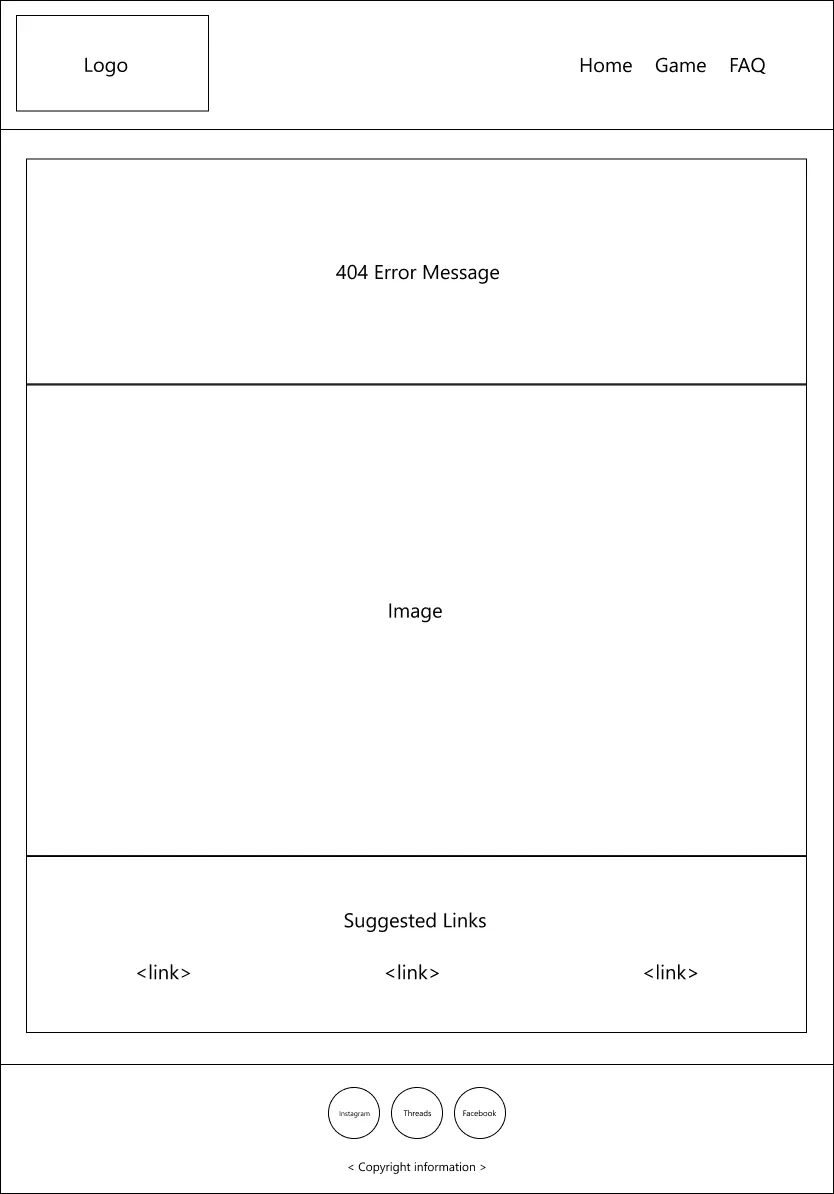 Logo
Home Game FAQ
404 Error Message
Image
Suggested Links
<link> <link> <link>
Instagram Threads Facebook
< Copyright information >